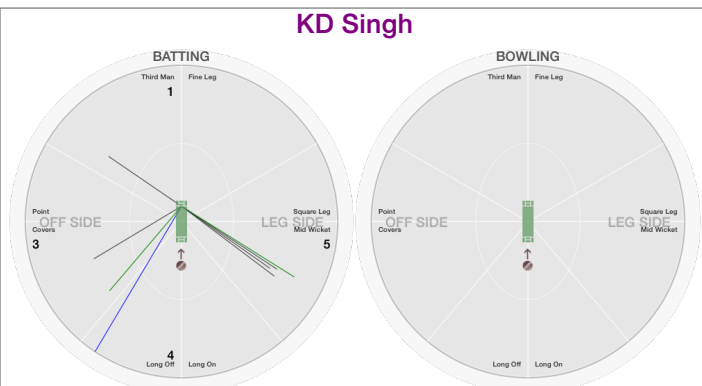 KD Singh
BATTING
Third Man Fine Leg
1
Point
OFF SIDE
Covers
3
Square Leg
LEG SIDE
Mid Wicket
5
4
Long Off Long On
BOWLING
Third Man Fine Leg
Point
OFF SIDE
Covers
Square Leg
LEG SIDE
Mid Wicket
Long Off Long On